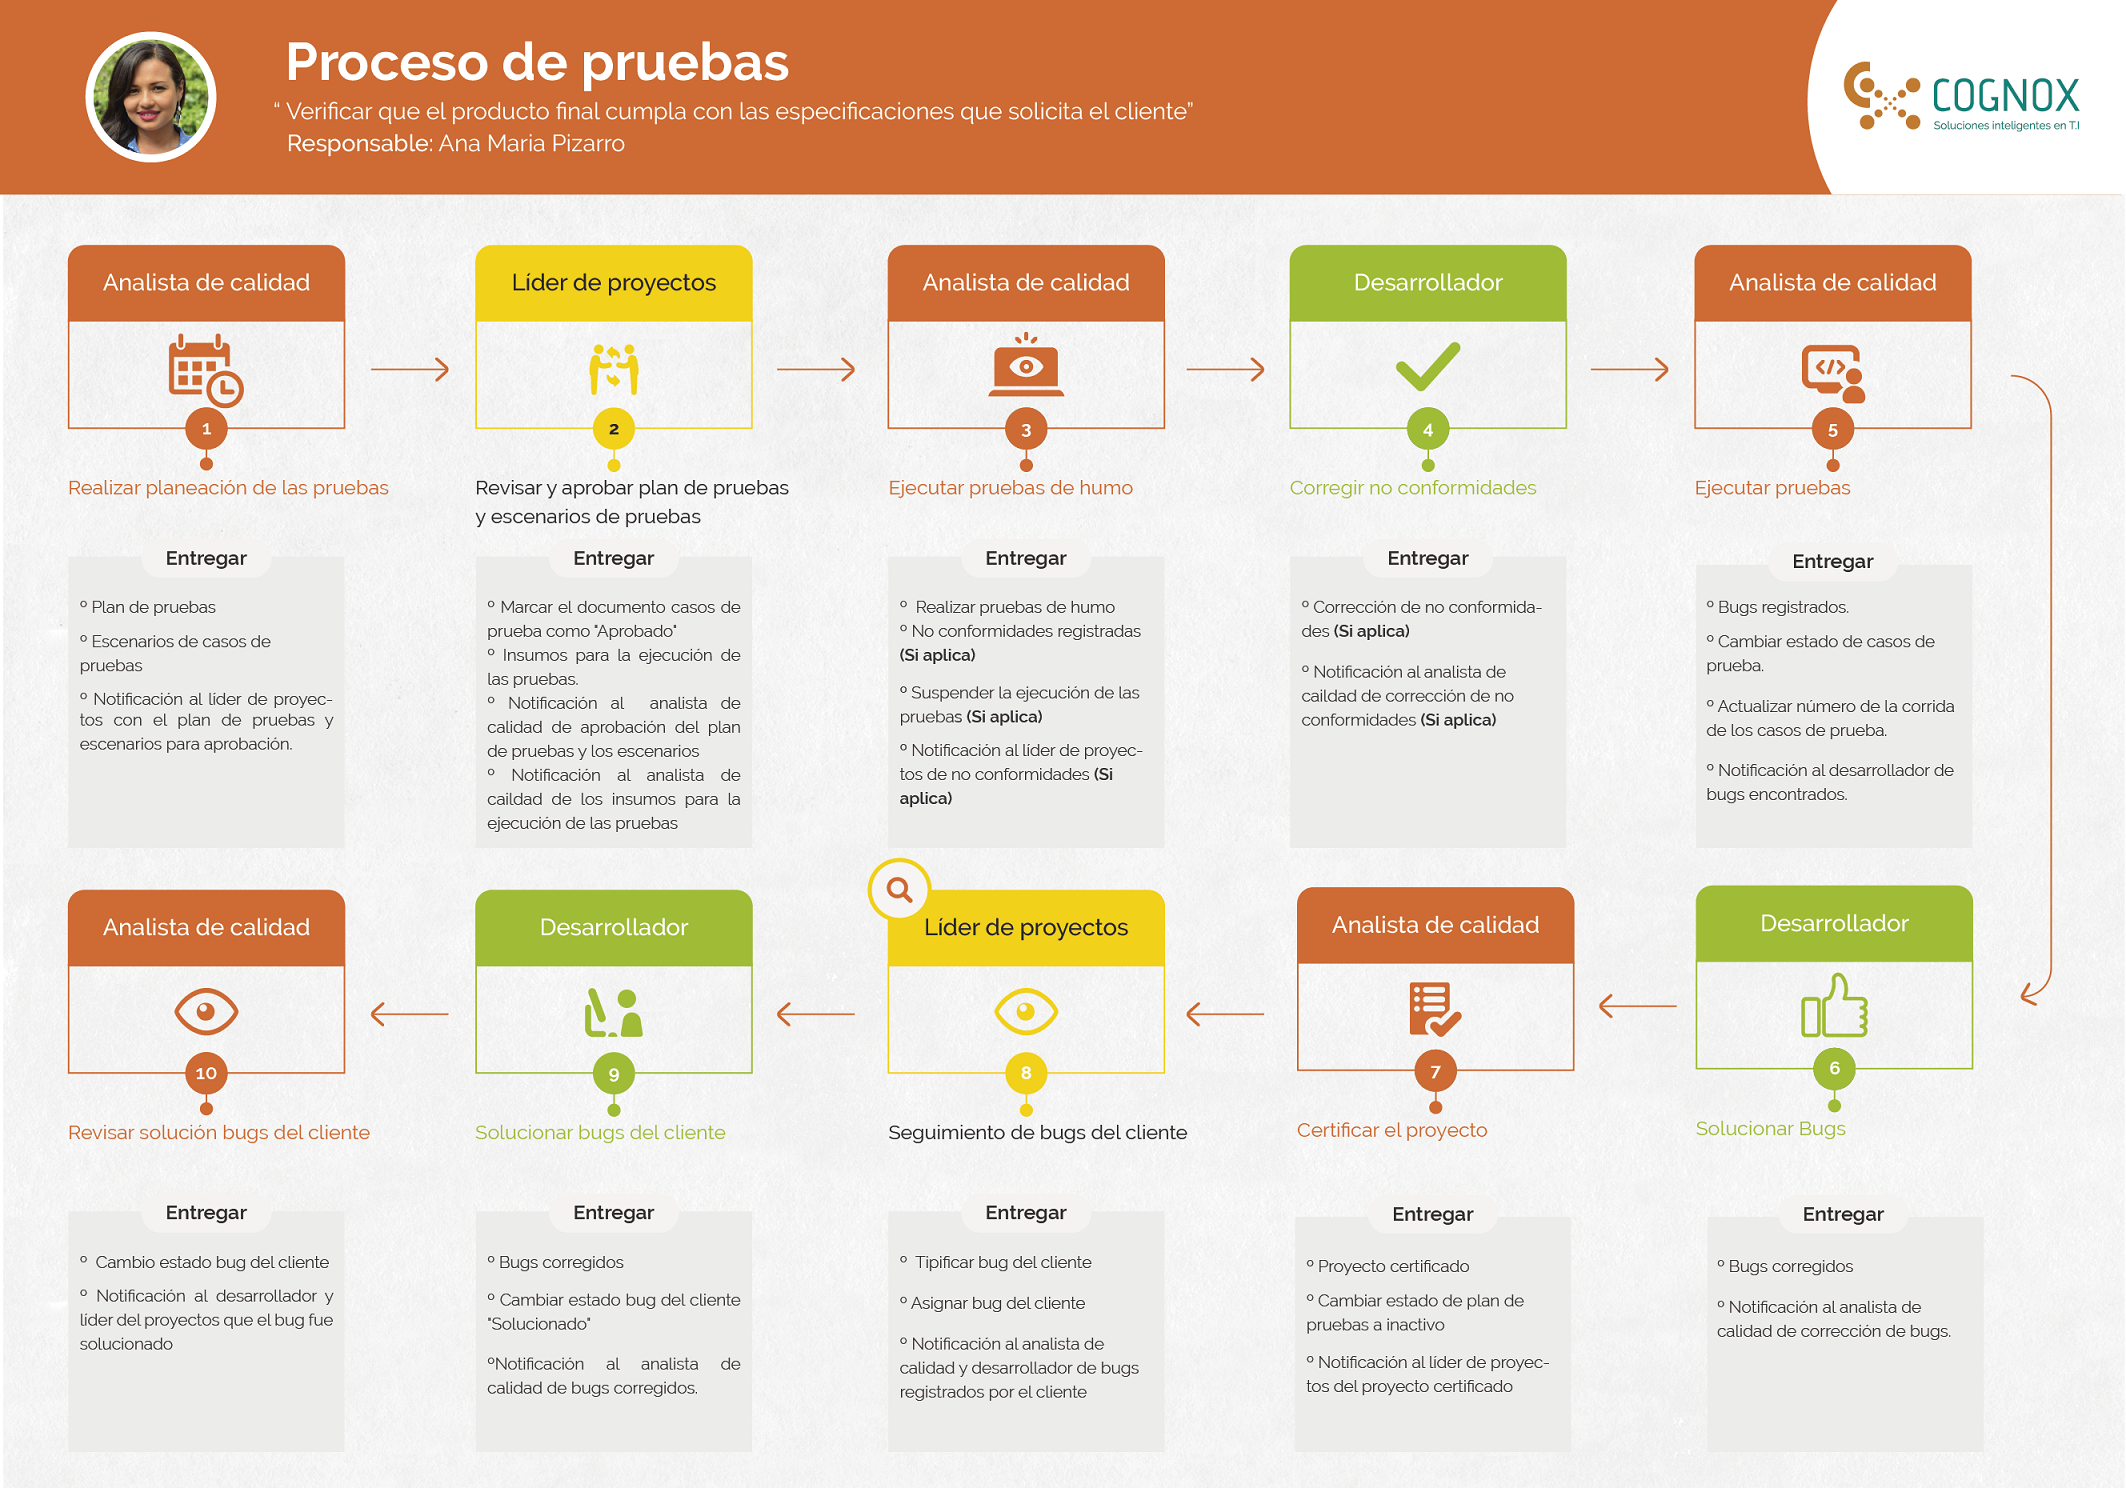 Proceso de pruebas
“ Verificar que el producto final cumpla con las especificaciones que solicita el cliente”
Responsable: Ana Maria Pizarro
COGNOX
Soluciones inteligentes en T.I
Analista de calidad
1
Realizar planeación de las pruebas
Entregar
º Plan de pruebas
º Escenarios de casos de
pruebas
º Notificación al líder de proyec-
tos con el plan de pruebas y
escenarios para aprobación.
Líder de proyectos
2
Revisar y aprobar plan de pruebas
y escenarios de pruebas
Entregar
º Marcar el documento casos de
prueba como "Aprobado"
º Insumos para la ejecución de
las pruebas.
º Notificación al analista de
calidad de aprobación del plan
de pruebas y los escenarios
º Notificación al analista de
caildad de los insumos para la
ejecución de las pruebas
Analista de calidad
3
Ejecutar pruebas de humo
Entregar
º Realizar pruebas de humo
º No conformidades registradas
(Si aplica)
º Suspender la ejecución de las
pruebas (Si aplica)
º Notificación al líder de proyec-
tos de no conformidades (Si
aplica)
Desarrollador
4
Corregir no conformidades
Entregar
º Corrección de no conformida-
des (Si aplica)
º Notificación al analista de
caildad de corrección de no
conformidades (Si aplica)
Analista de calidad
5
Ejecutar pruebas
Entregar
º Bugs registrados.
º Cambiar estado de casos de
prueba.
º Actualizar número de la corrida
de los casos de prueba.
º Notificación al desarrollador de
bugs encontrados.
Desarrollador
6
Solucionar Bugs
Entregar
º Bugs corregidos
º Notificación al analista de
calidad de corrección de bugs.
Analista de calidad
7
Certificar el proyecto
Entregar
º Proyecto certificado
º Cambiar estado de plan de
pruebas a inactivo
º Notificación al líder de proyec-
tos del proyecto certificado
Líder de proyectos
8
Seguimiento de bugs del cliente
Entregar
º Tipificar bug del cliente
º Asignar bug del cliente
º Notificación al analista de
calidad y desarrollador de bugs
registrados por el cliente
Desarrollador
9
Solucionar bugs del cliente
Entregar
º Bugs corregidos
º Cambiar estado bug del cliente
"Solucionado"
ºNotificación al analista de
calidad de bugs corregidos.
Analista de calidad
10
Revisar solución bugs del cliente
Entregar
º Cambio estado bug del cliente
º Notificación al desarrollador y
líder del proyectos que el bug fue
solucionado